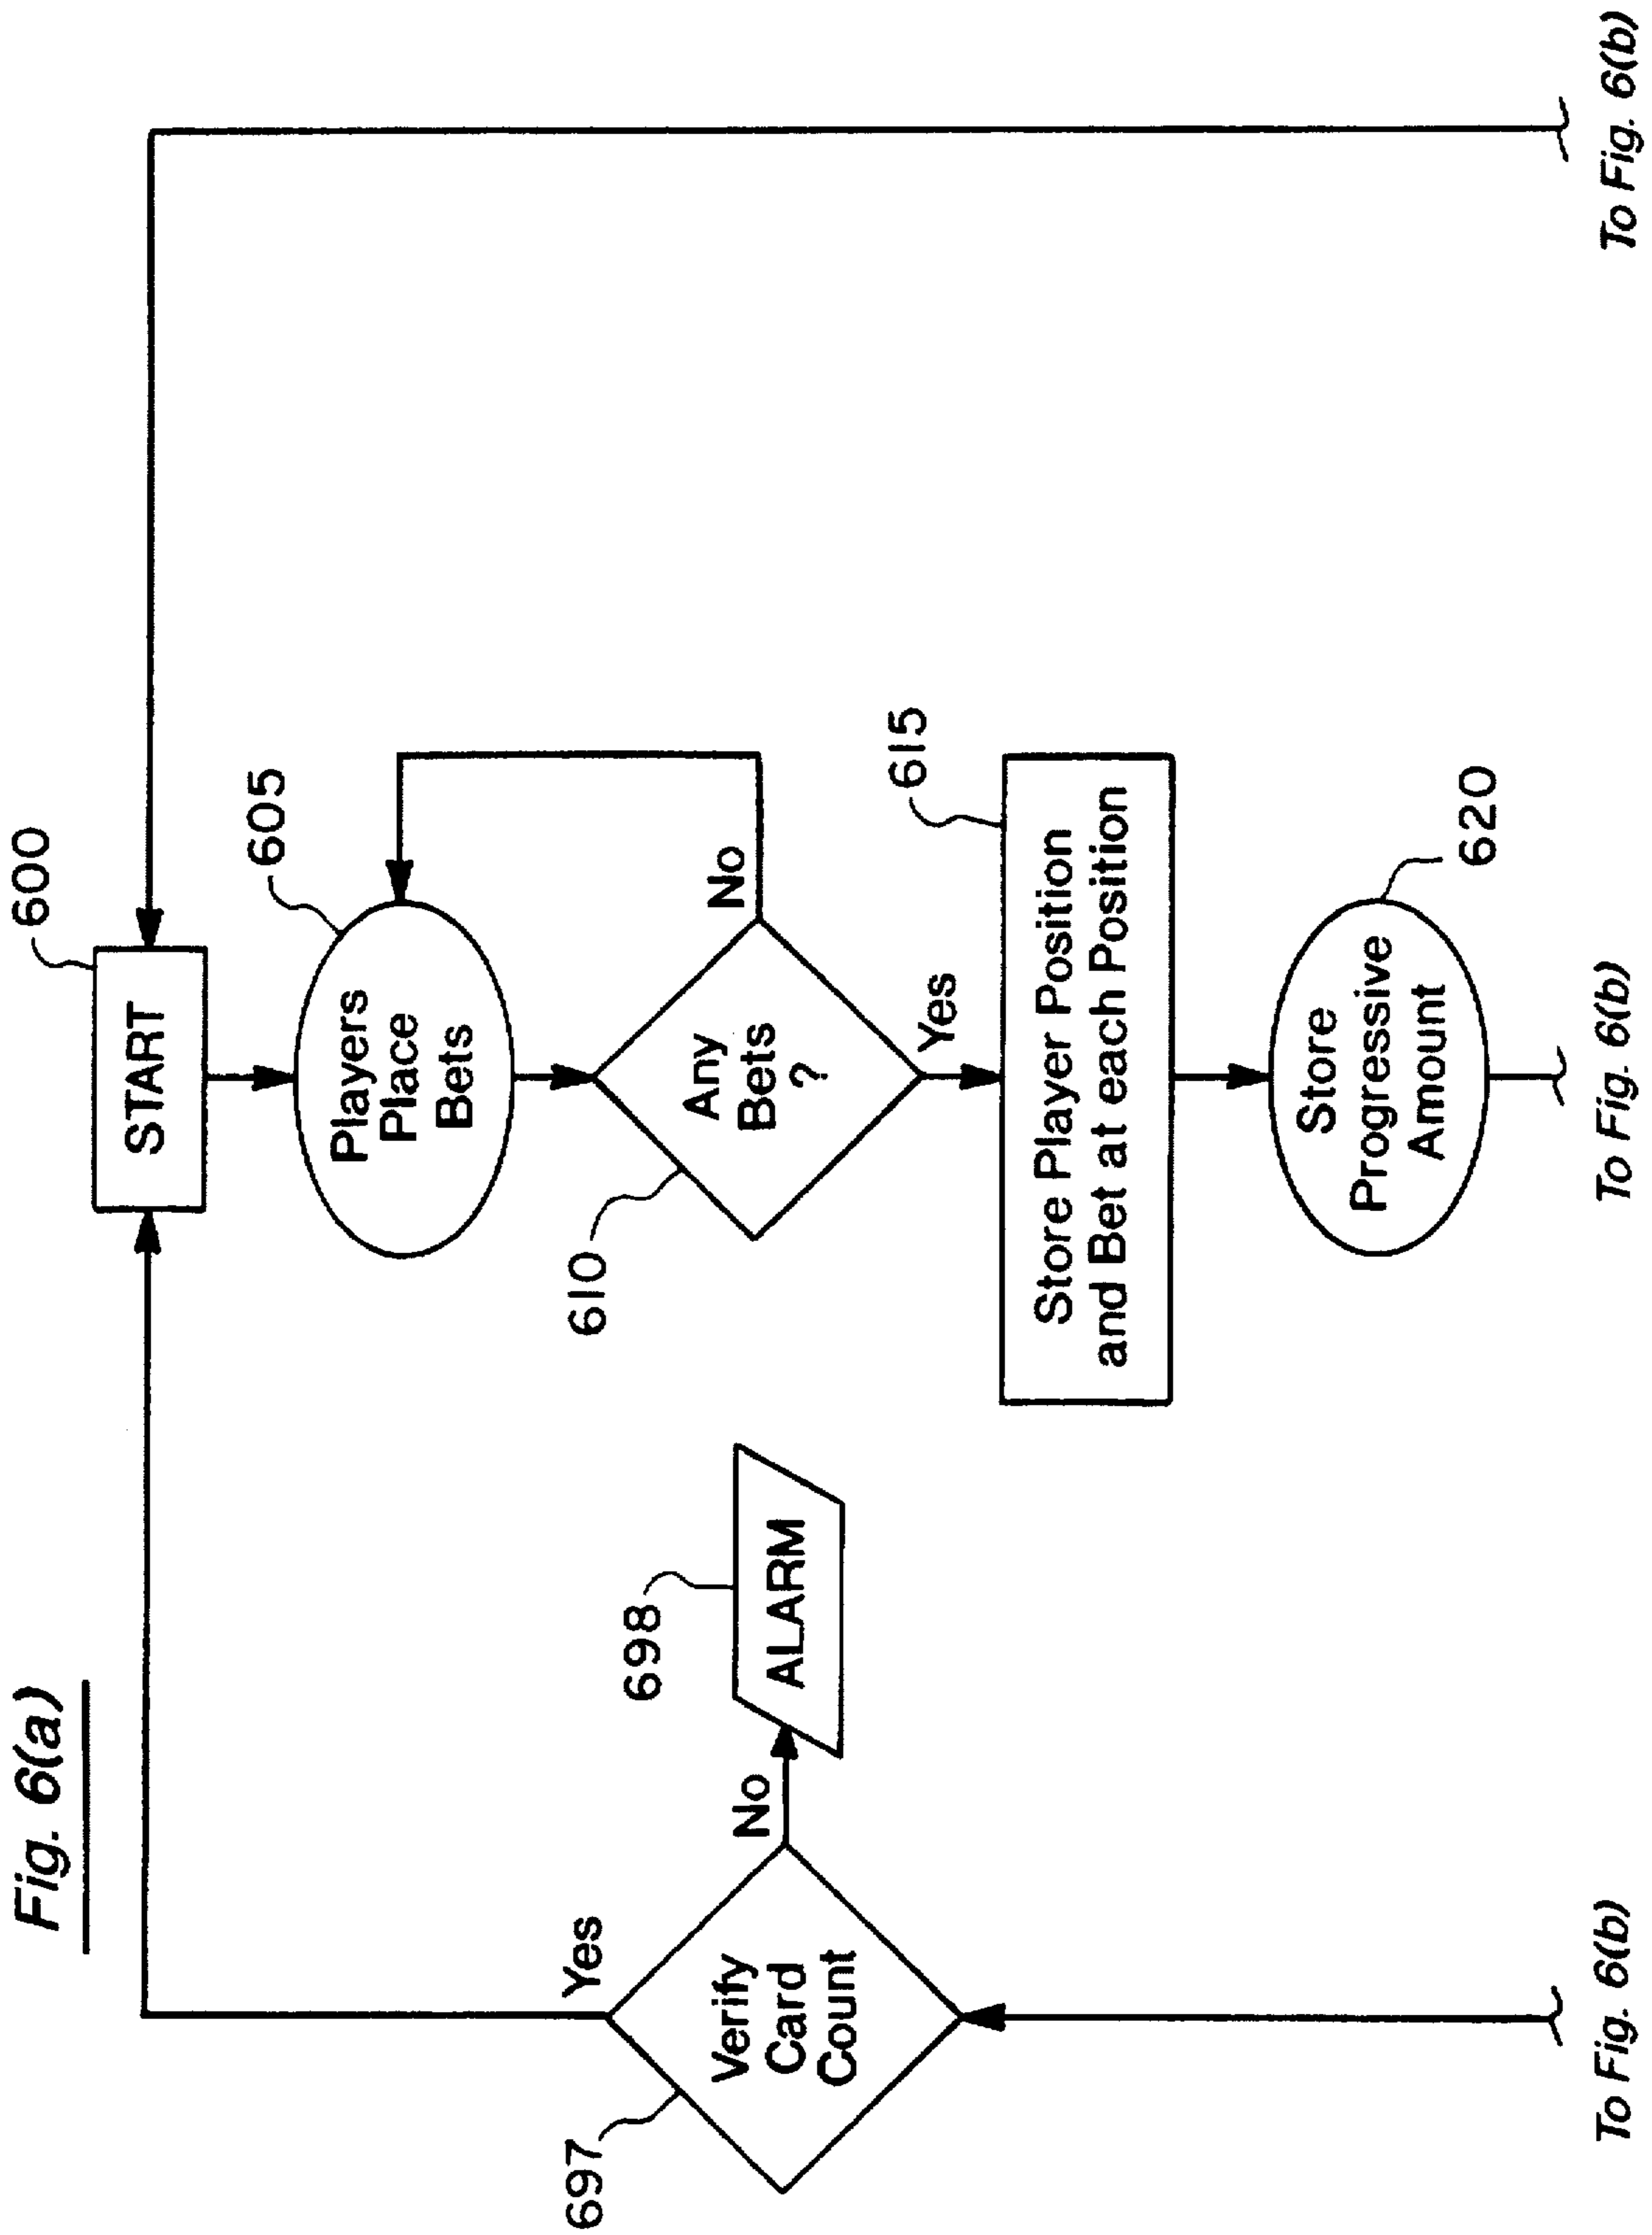 Fig. 6(a)
600
START
605
Players
Place
Bets
610
Any
Bets
?
No
Yes
615
Store Player Position
and Bet at each Position
620
Store
Progressive
Amount
697
Verify
Card
Count
Yes
No
698
ALARM
To Fig. 6(b)
To Fig. 6(b)
To Fig. 6(b)